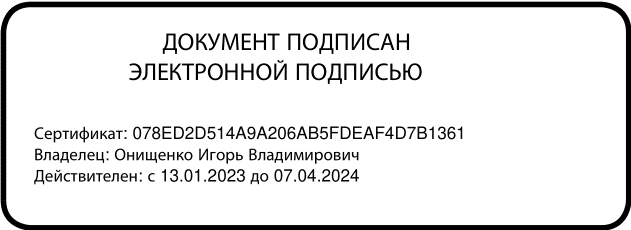 ДОКУМЕНТ ПОДПИСАН
ЭЛЕКТРОННОЙ ПОДПИСЬЮ
Сертификат: 078ED2D514A9A206AB5FDEAF4D7B1361
Владелец: Онищенко Игорь Владимирович
Действителен: с 13.01.2023 до 07.04.2024